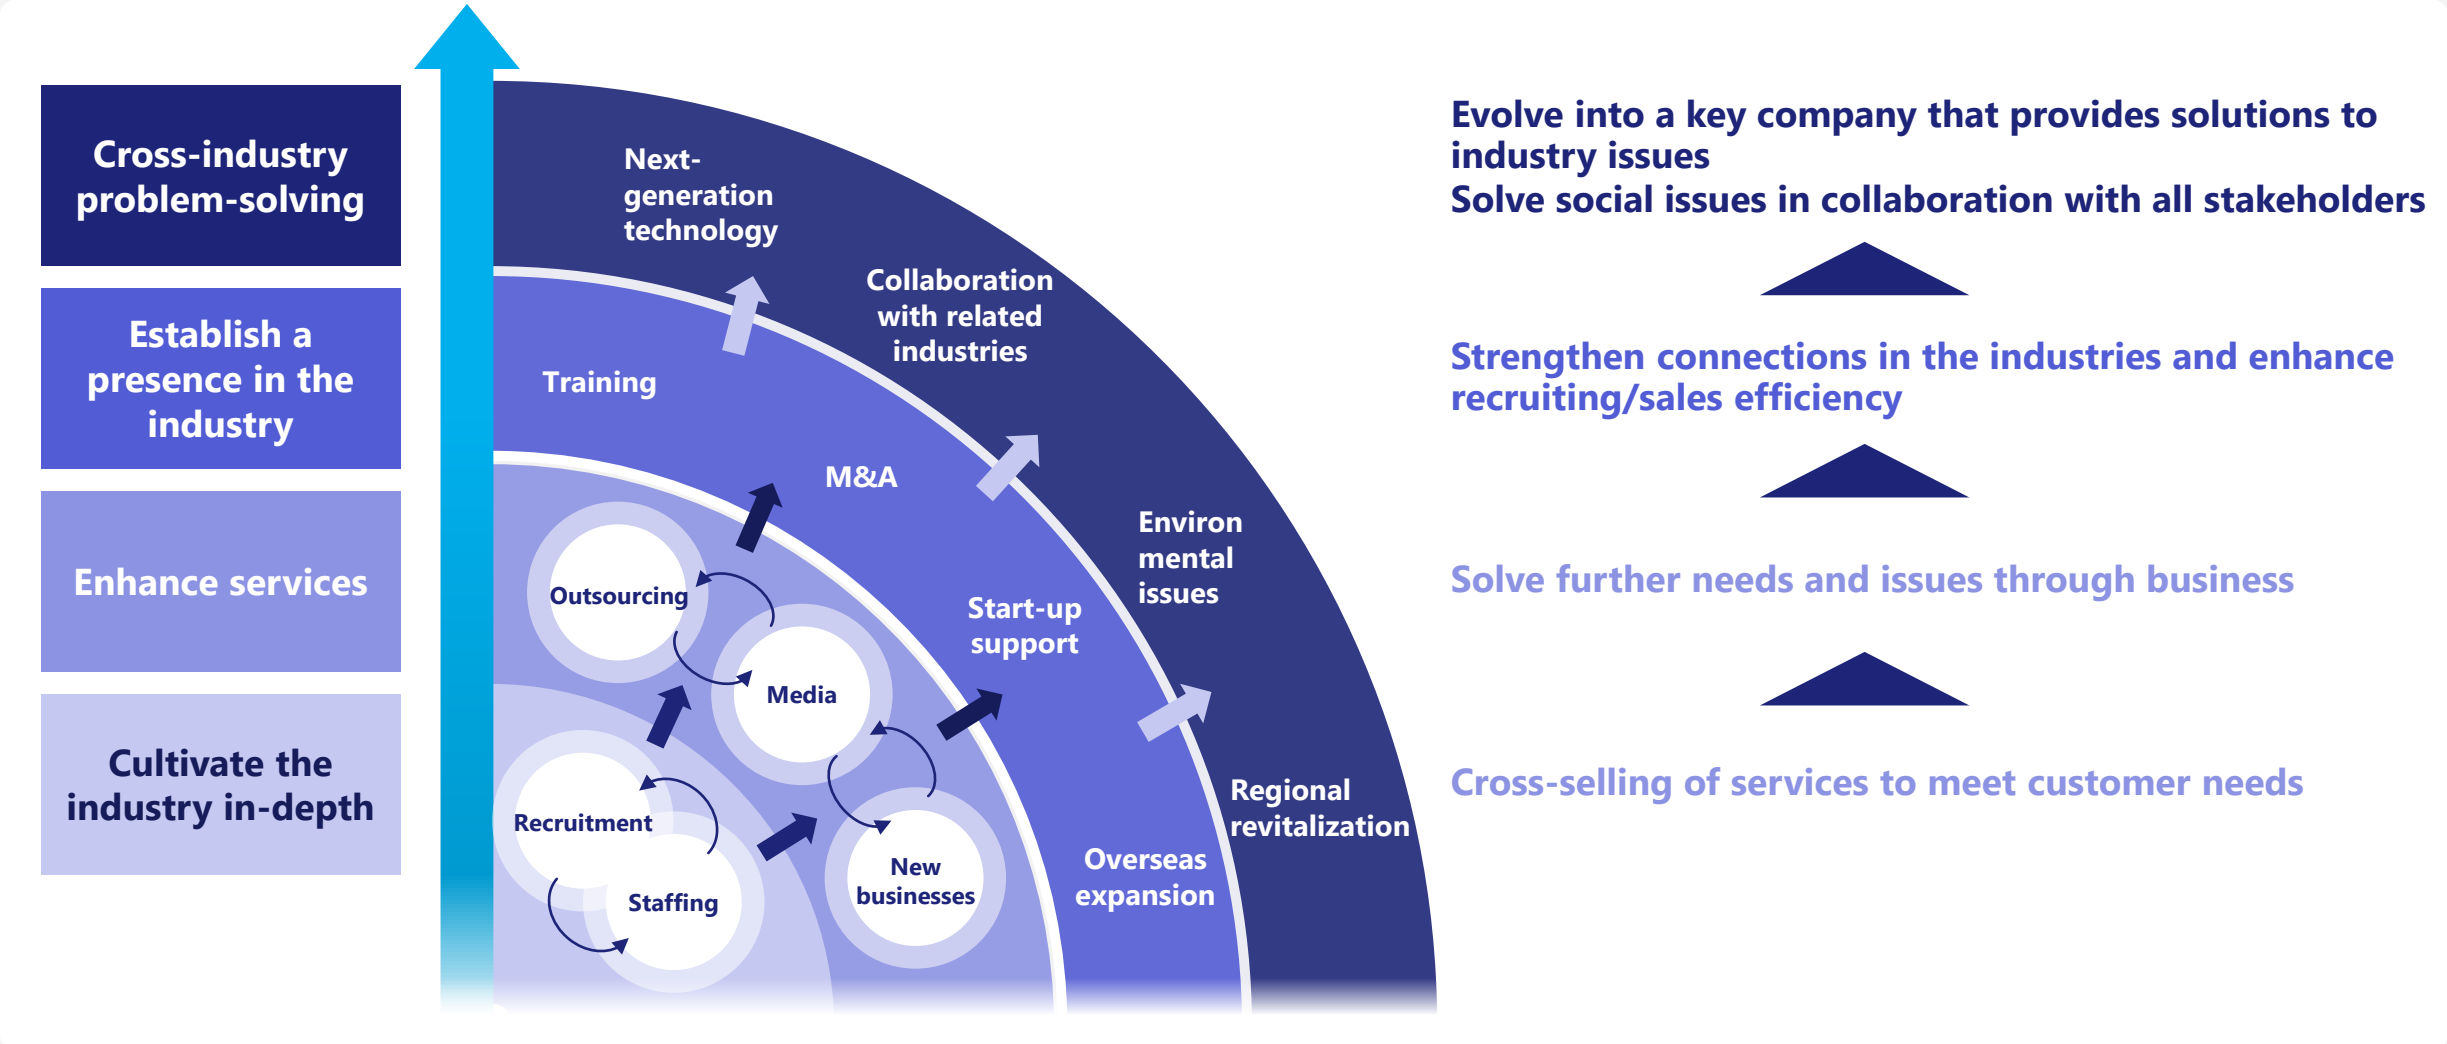 Cross-industry
problem-solving
Establish a
presence in the
industry
Enhance services
Cultivate the
industry in-depth
Next-
generation
technology
Collaboration
with related
industries
Environ
mental
issues
Regional
revitalization
Training
M&A
Start-up
support
Overseas
expansion
Outsourcing
Media
New
businesses
Recruitment
Staffing
Evolve into a key company that provides solutions to
industry issues
Solve social issues in collaboration with all stakeholders
Strengthen connections in the industries and enhance
recruiting/sales efficiency
Solve further needs and issues through business
Cross-selling of services to meet customer needs